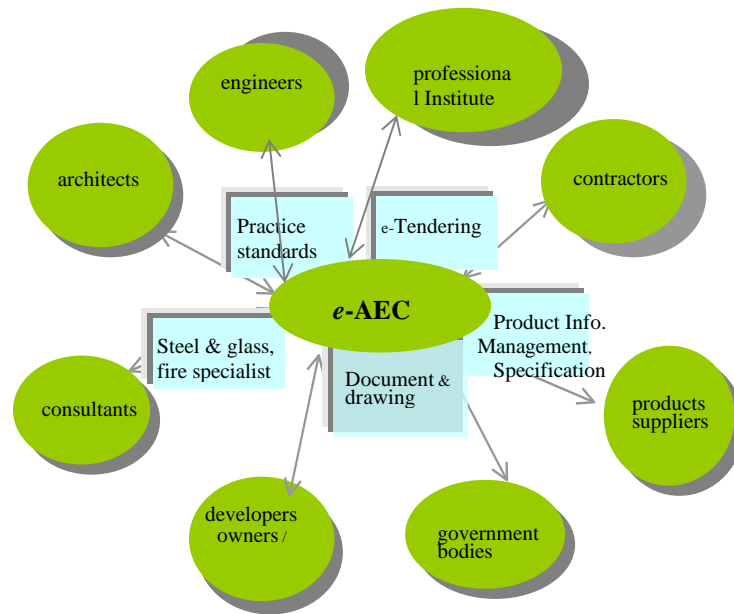 engineers
professiona
l Institute
architects
contractors
Practice
standards
e-Tendering
e-AEC
Product Info.
Management,
Specification
Steel & glass,
fire specialist
Document &
drawing
consultants
products
suppliers
developers
owners /
government
bodies